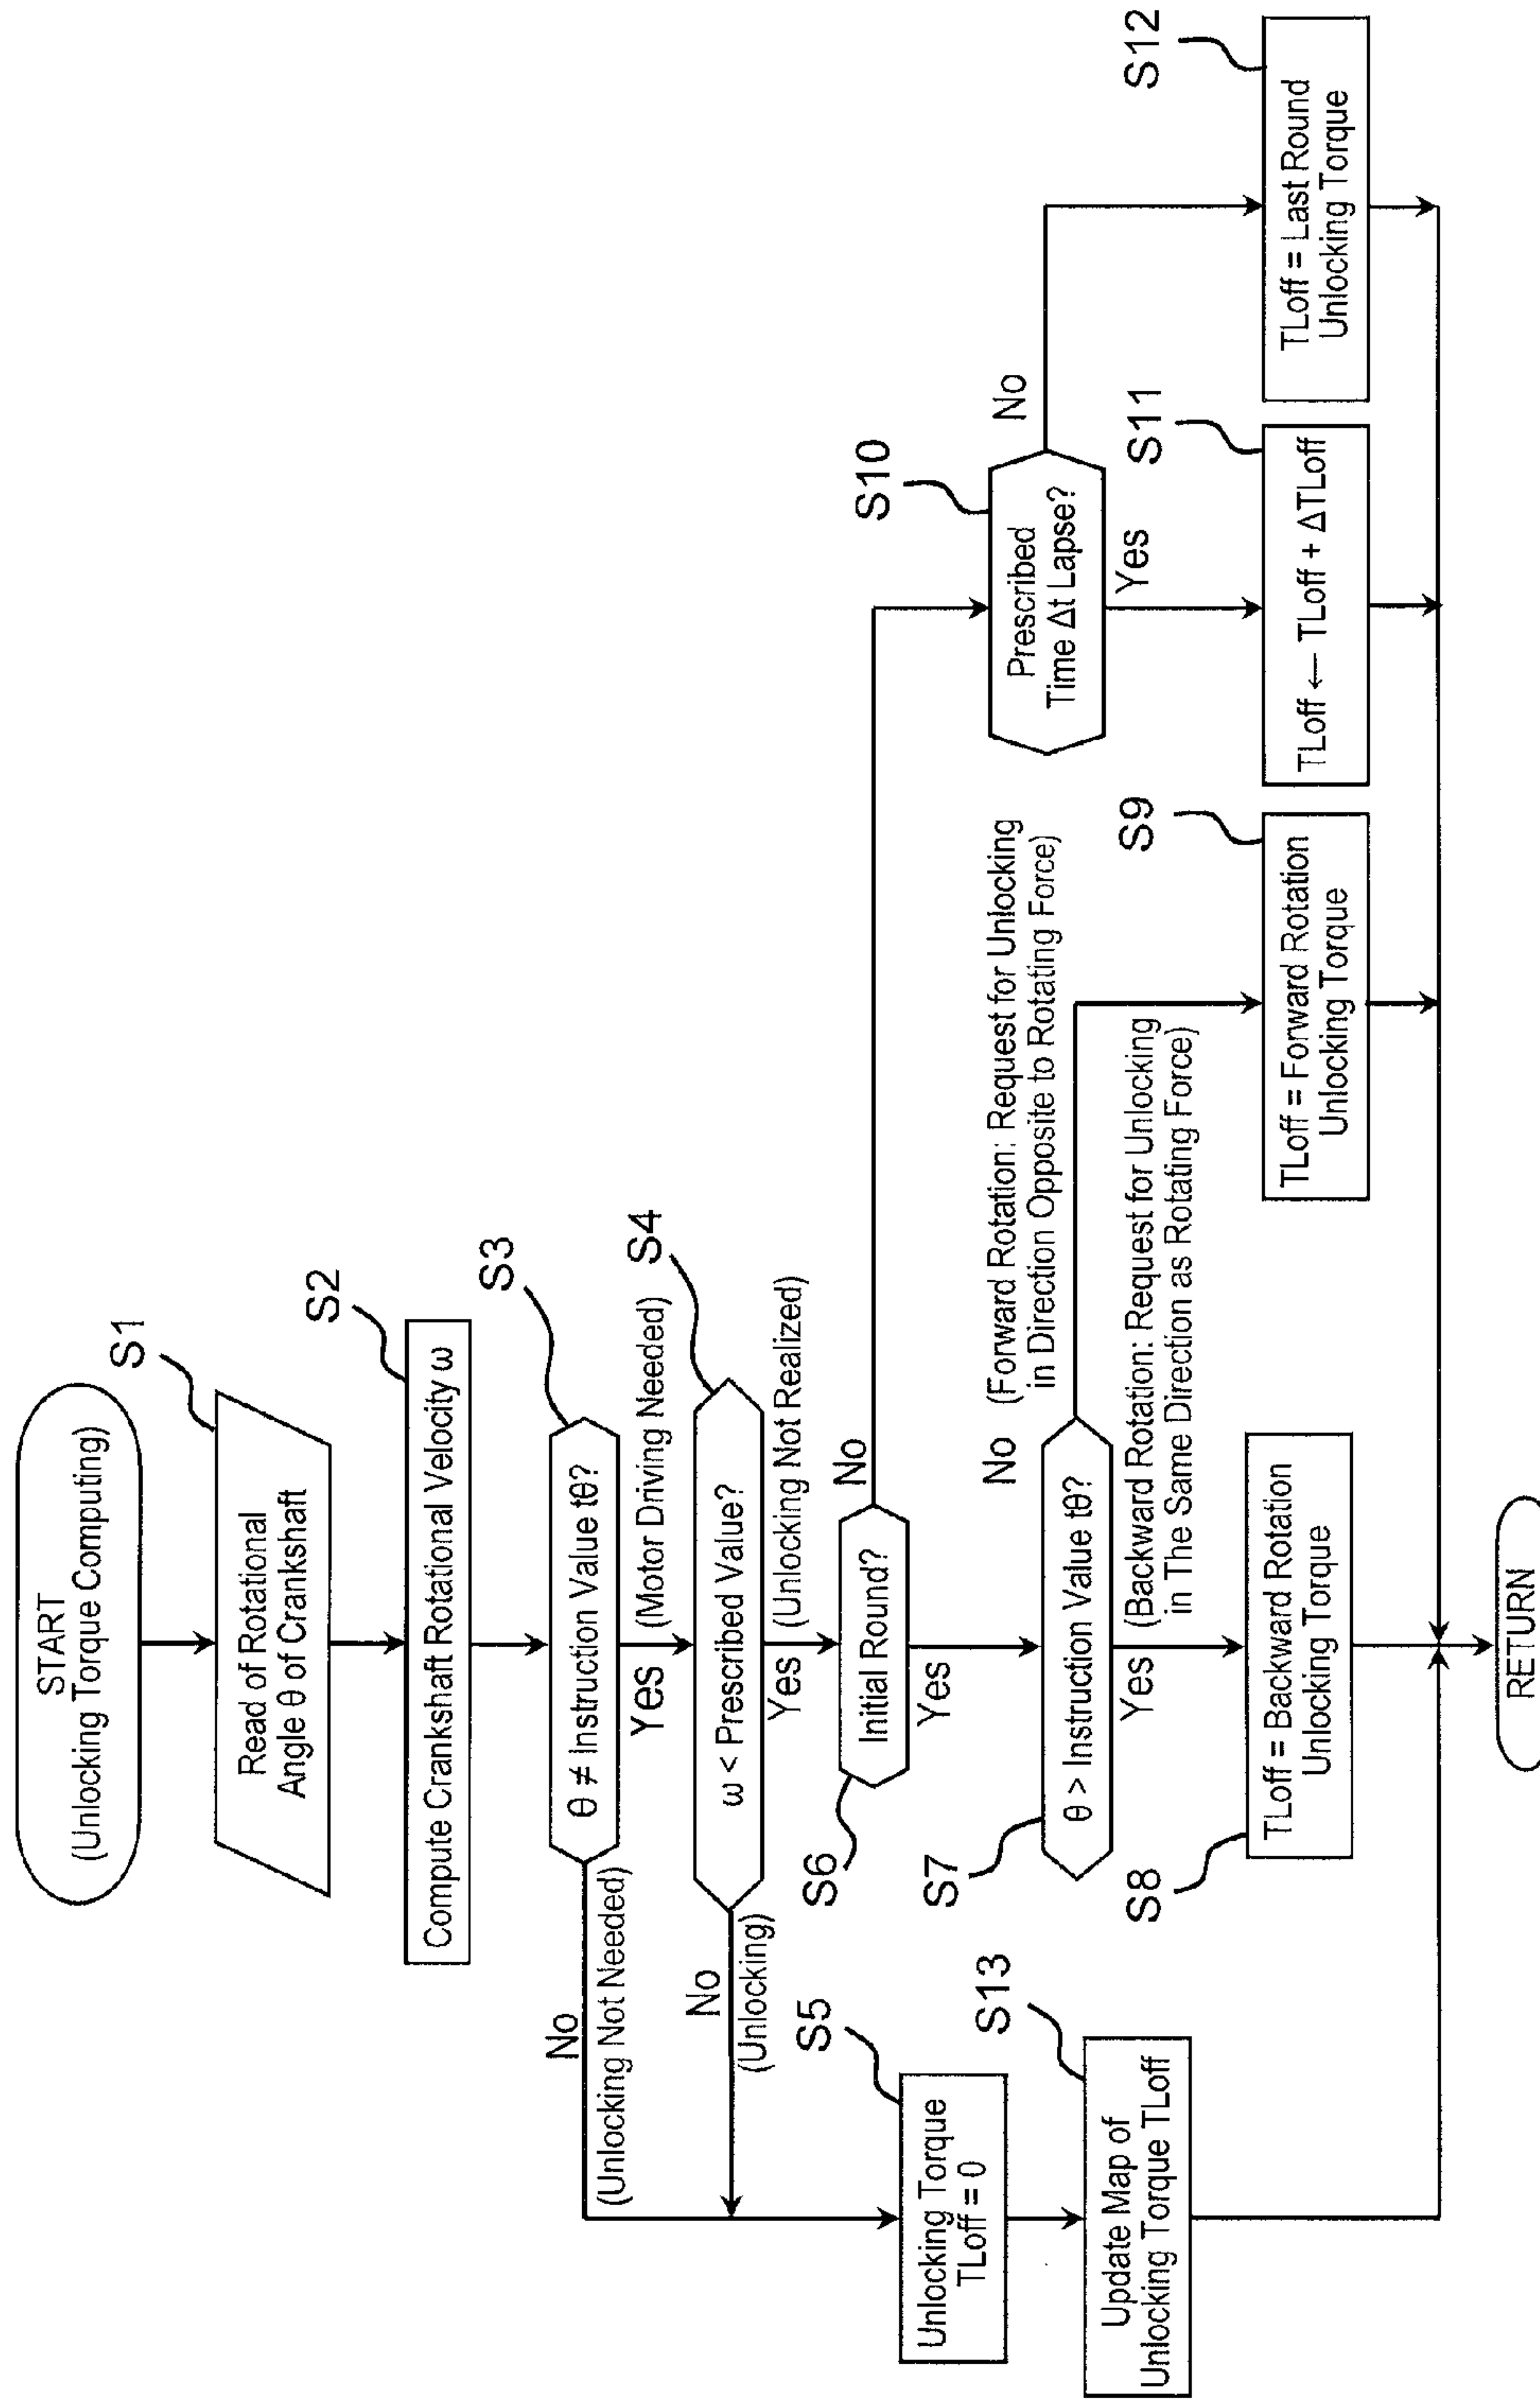 START
(Unlocking Torque Computing)
S1
Read of Rotational
Angle θ of Crankshaft
S2
Compute Crankshaft Rotational Velocity ω
S3
θ ≠ Instruction Value tθ?
No
(Unlocking Not Needed)
Yes
(Motor Driving Needed)
S4
ω < Prescribed Value?
No
(Unlocking)
Yes
(Unlocking Not Realized)
S5
Unlocking Torque
TLoff = 0
S13
Update Map of
Unlocking Torque TLoff
S6
Initial Round?
No
Yes
S7
θ > Instruction Value tθ?
No
(Forward Rotation: Request for Unlocking
in Direction Opposite to Rotating Force)
Yes
(Backward Rotation: Request for Unlocking
in The Same Direction as Rotating Force)
S8
TLoff = Backward Rotation
Unlocking Torque
S9
TLoff = Forward Rotation
Unlocking Torque
S10
Prescribed
Time Δt Lapse?
No
Yes
S11
TLoff ← TLoff + ΔTLoff
S12
TLoff = Last Round
Unlocking Torque
RETURN